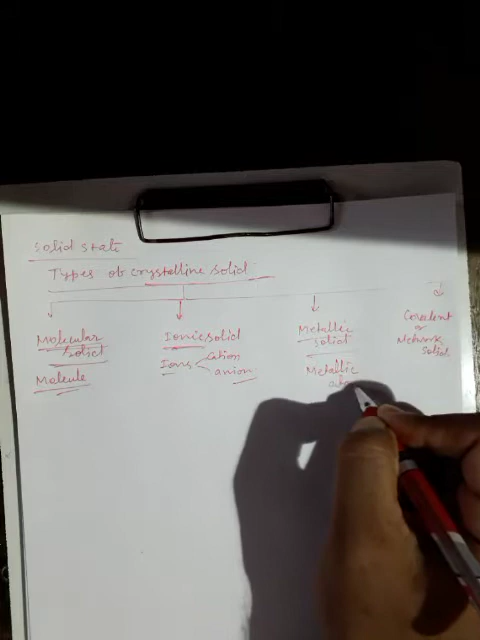 Solid state
Types of crystalline solid
Molecular
solid
Molecule
Ionic solid
Ions
Cation
anion
Metallic
solid
Metallic
Covalent
or
Network
solid